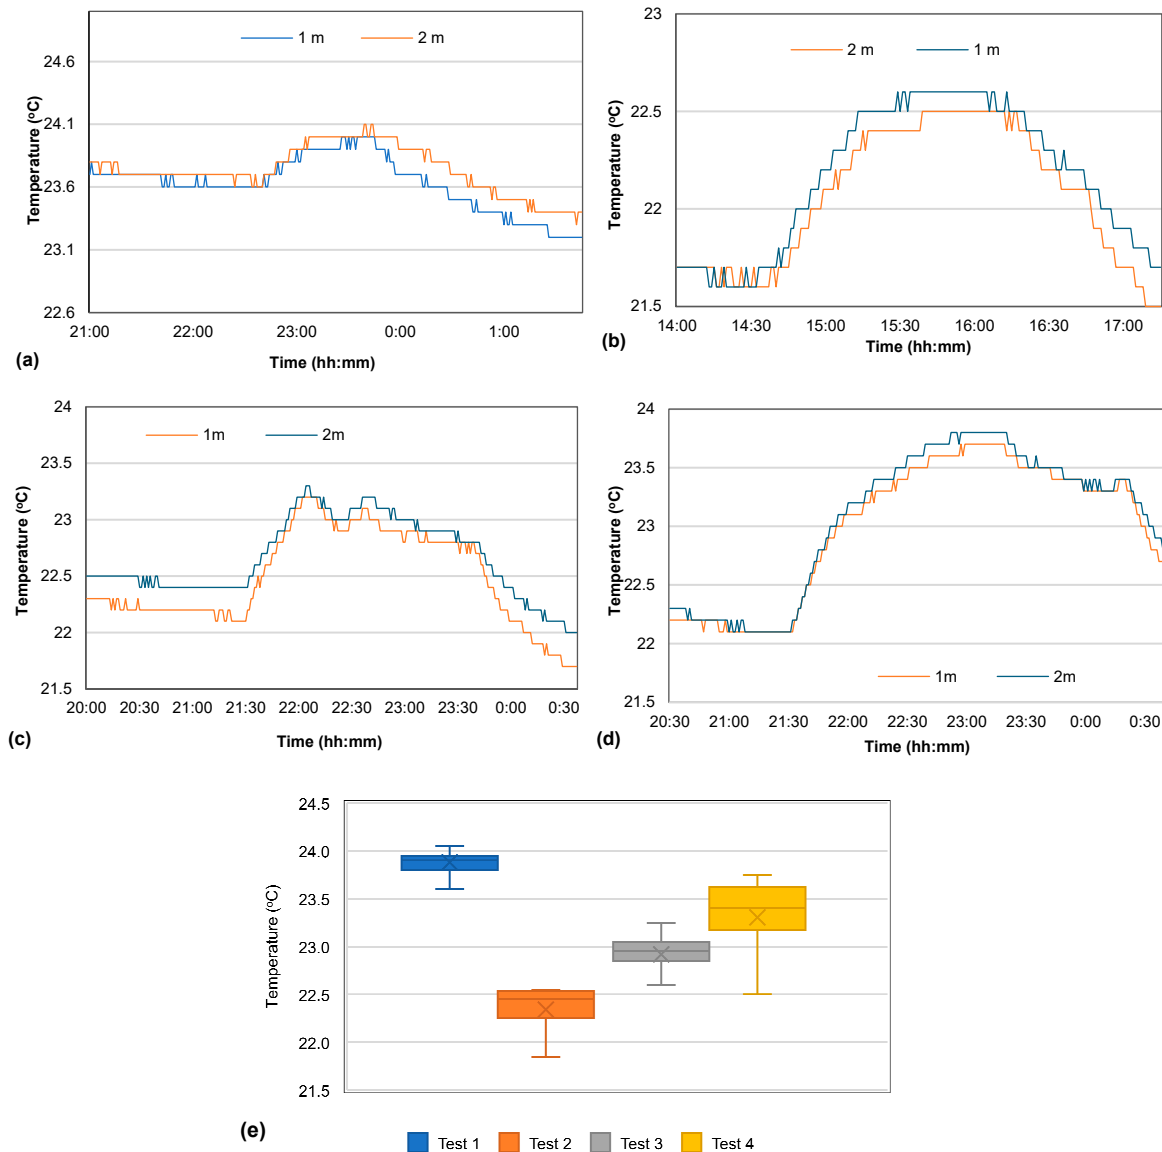 1 m 2 m
24.6
24.1
23.6
23.1
22.6
Temperature (oC)
21:00 22:00 23:00 0:00 1:00
Time (hh:mm)
(a)
23
22.5
22
21.5
2 m 1 m
Temperature (oC)
14:00 14:30 15:00 15:30 16:00 16:30 17:00
Time (hh:mm)
(b)
24
23.5
23
22.5
22
21.5
1m 2m
Temperature (oC)
20:00 20:30 21:00 21:30 22:00 22:30 23:00 23:30 0:00 0:30
Time (hh:mm)
(c)
24
23.5
23
22.5
22
21.5
1m 2m
Temperature (oC)
20:30 21:00 21:30 22:00 22:30 23:00 23:30 0:00 0:30
Time (hh:mm)
(d)
24.5
24.0
23.5
23.0
22.5
22.0
21.5
Temperature (oC)
(e)
Test 1 Test 2 Test 3 Test 4